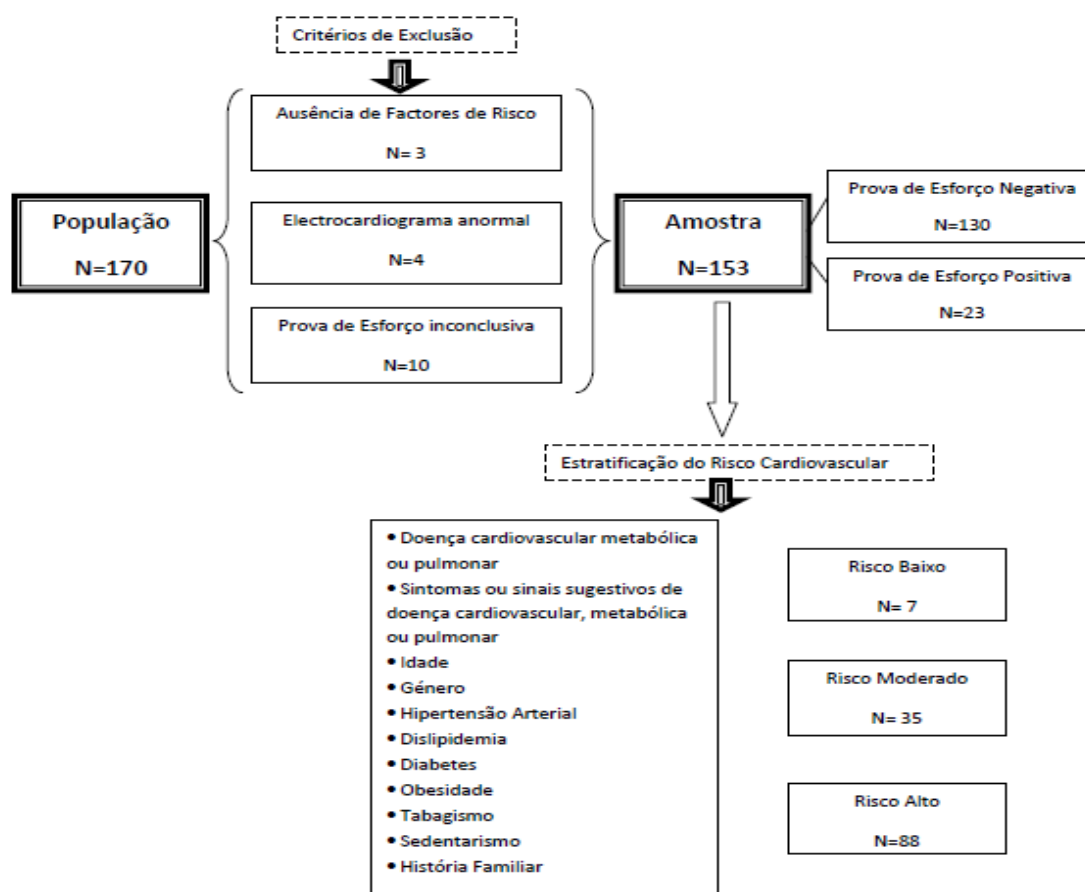 Critérios de Exclusão
Ausência de Factores de Risco
N= 3
População
N=170
Electrocardiograma anormal
N=4
Prova de Esforço inconclusiva
N=10
Amostra
N=153
Prova de Esforço Negativa
N=130
Prova de Esforço Positiva
N=23
Estratificação do Risco Cardiovascular
• Doença cardiovascular metabólica
ou pulmonar
• Sintomas ou sinais sugestivos de
doença cardiovascular, metabólica
ou pulmonar
• Idade
• Género
• Hipertensão Arterial
• Dislipidemia
• Diabetes
• Obesidade
• Tabagismo
• Sedentarismo
• História Familiar
Risco Baixo
N= 7
Risco Moderado
N= 35
Risco Alto
N=88